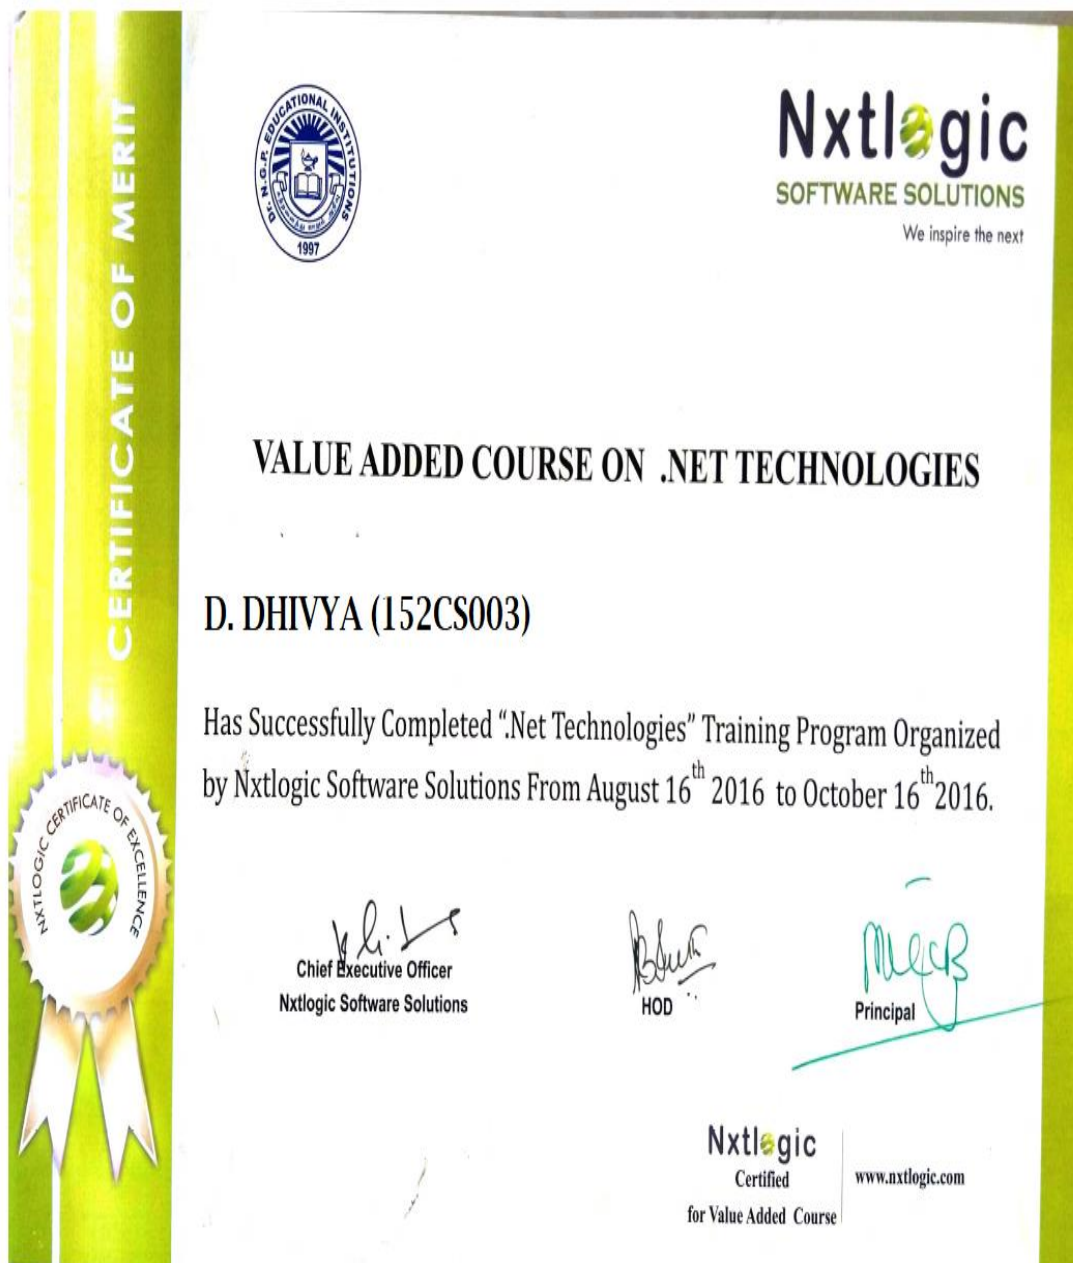 CERTIFICATE OF MERIT
Dr. N.G.P. EDUCATIONAL INSTITUTIONS
1997
Nxtlogic
SOFTWARE SOLUTIONS
We inspire the next
VALUE ADDED COURSE ON .NET TECHNOLOGIES
D. DHIVYA (152CS003)
Has Successfully Completed “.Net Technologies” Training Program Organized
by Nxtlogic Software Solutions From August 16th 2016 to October 16th 2016.
NXTLOGIC CERTIFICATE OF EXCELLENCE
Chief Executive Officer
Nxtlogic Software Solutions
HOD
Principal
Nxtlogic
Certified
for Value Added Course
www.nxtlogic.com